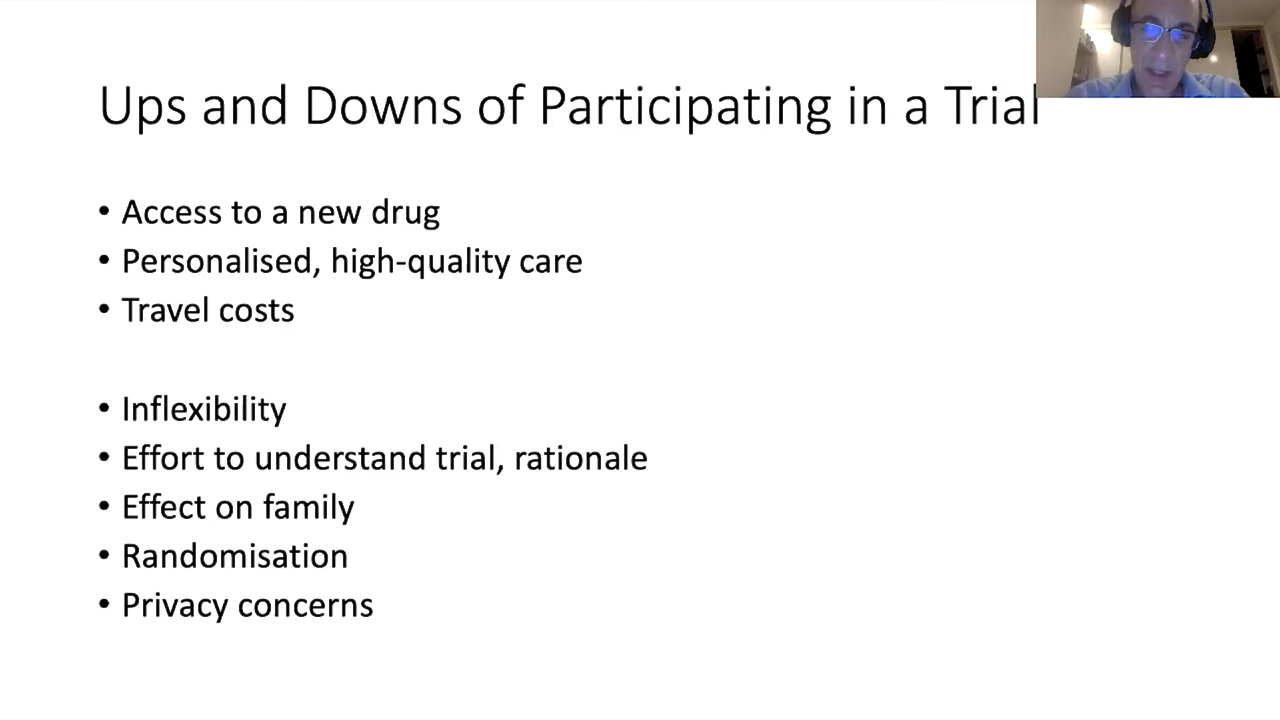 Ups and Downs of Participating in a Trial
• Access to a new drug
• Personalised, high-quality care
• Travel costs
• Inflexibility
• Effort to understand trial, rationale
• Effect on family
• Randomisation
• Privacy concerns